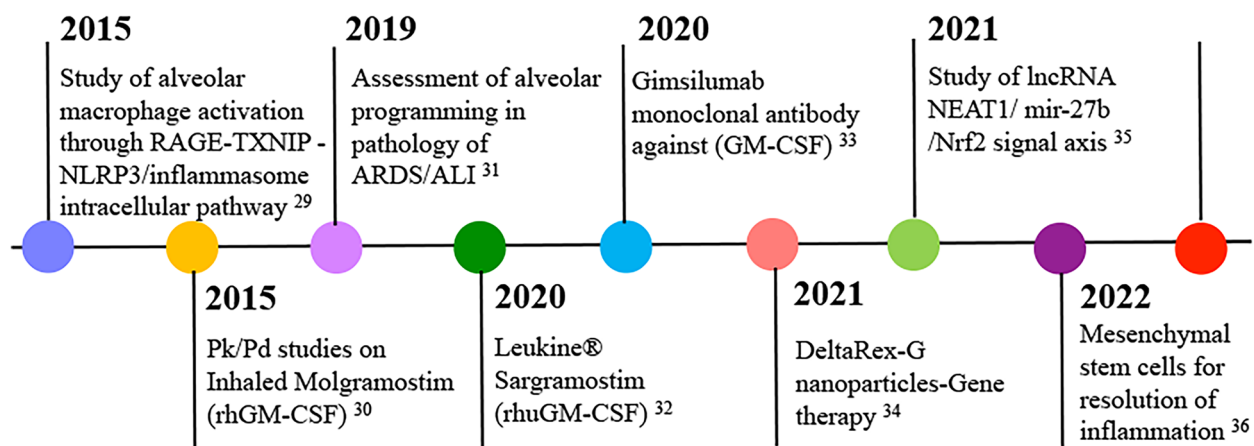 2015
Study of alveolar
macrophage activation
through RAGE-TXNIP -
NLRP3/inflammasome
intracellular pathway 29
2015
Pk/Pd studies on
Inhaled Molgramostim
(rhGM-CSF) 30
2019
Assessment of alveolar
programming in
pathology of
ARDS/ALI 31
2020
Leukine®
Sargramostim
(rhuGM-CSF) 32
2020
Gimsilumab
monoclonal antibody
against (GM-CSF) 33
2021
DeltaRex-G
nanoparticles-Gene
therapy 34
2021
Study of lncRNA
NEAT1/ mir-27b
/Nrf2 signal axis 35
2022
Mesenchymal
stem cells for
resolution of
inflammation 36